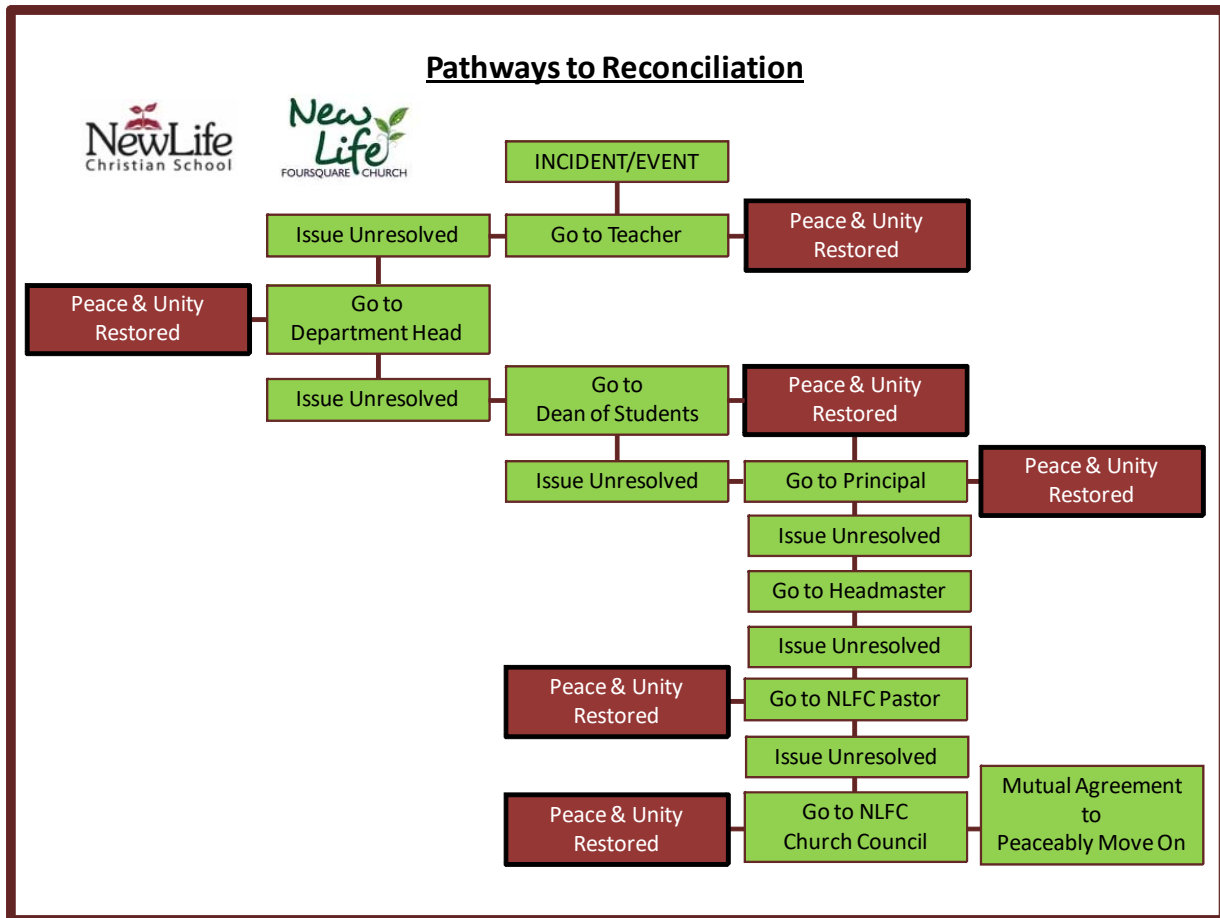 Pathways to Reconciliation
NewLife
Christian School
New
Life
FOURSQUARE CHURCH
INCIDENT/EVENT
Issue Unresolved
Go to Teacher
Peace & Unity
Restored
Peace & Unity
Restored
Go to
Department Head
Issue Unresolved
Go to
Dean of Students
Peace & Unity
Restored
Issue Unresolved
Go to Principal
Peace & Unity
Restored
Issue Unresolved
Go to Headmaster
Issue Unresolved
Peace & Unity
Restored
Go to NLFC Pastor
Issue Unresolved
Peace & Unity
Restored
Go to NLFC
Church Council
Mutual Agreement
to
Peaceably Move On